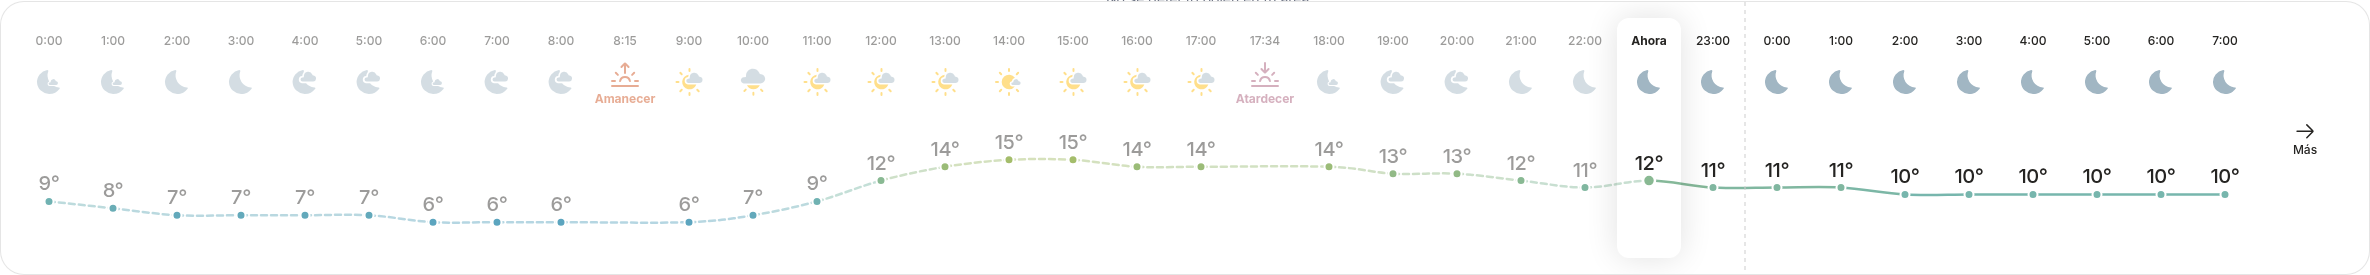 0:00 1:00 2:00 3:00 4:00 5:00 6:00 7:00 8:00 8:15 9:00 10:00 11:00 12:00 13:00 14:00 15:00 16:00 17:00 17:34 18:00 19:00 20:00 21:00 22:00 Ahora 23:00 0:00 1:00 2:00 3:00 4:00 5:00 6:00 7:00
Amanecer Atardecer
9° 8° 7° 7° 7° 7° 6° 6° 6° 6° 7° 9° 12° 14° 15° 15° 14° 14° 14° 13° 13° 12° 11° 12° 11° 11° 11° 10° 10° 10° 10° 10° 10°
Más